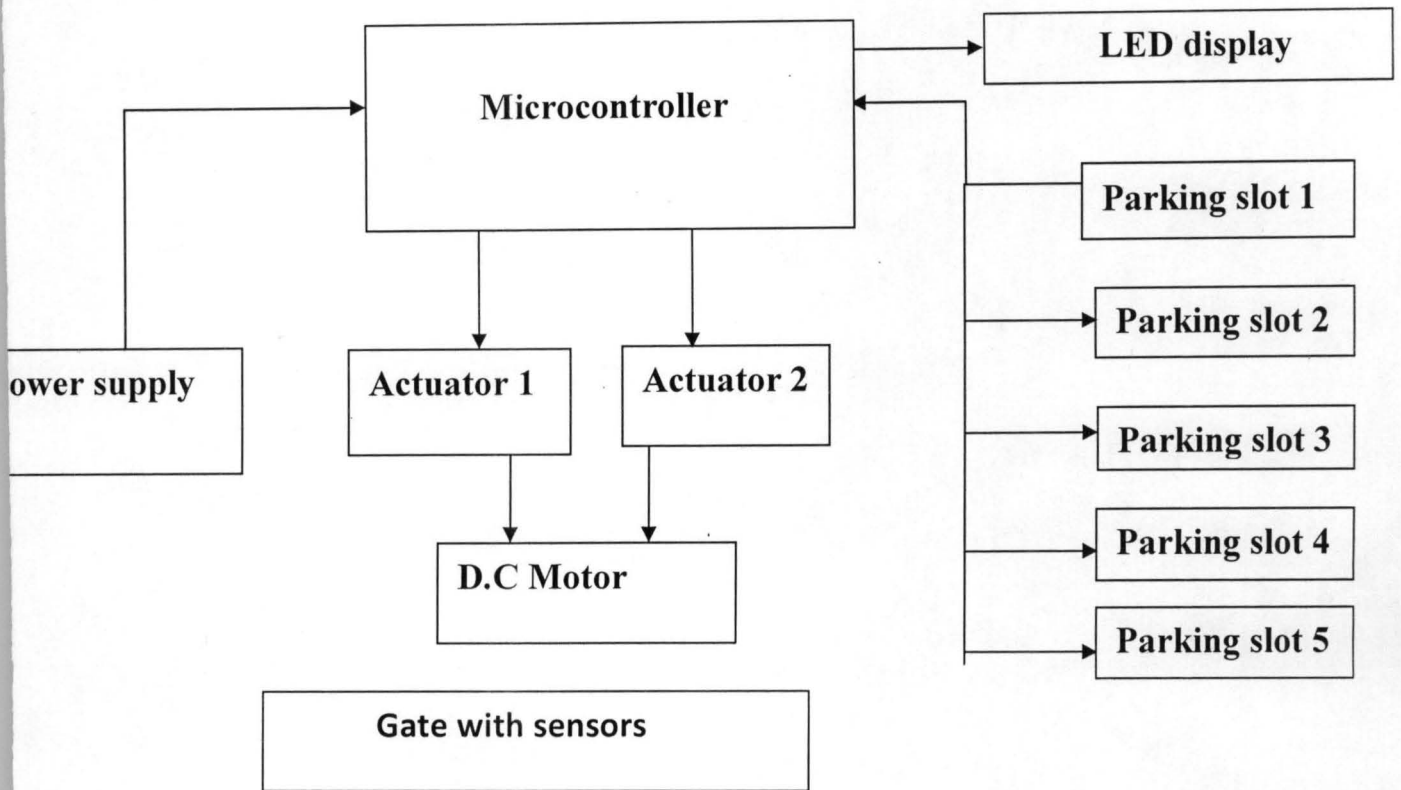 LED display
Microcontroller
Parking slot 1
Parking slot 2
ower supply
Actuator 1
Actuator 2
Parking slot 3
Parking slot 4
D.C Motor
Parking slot 5
Gate with sensors